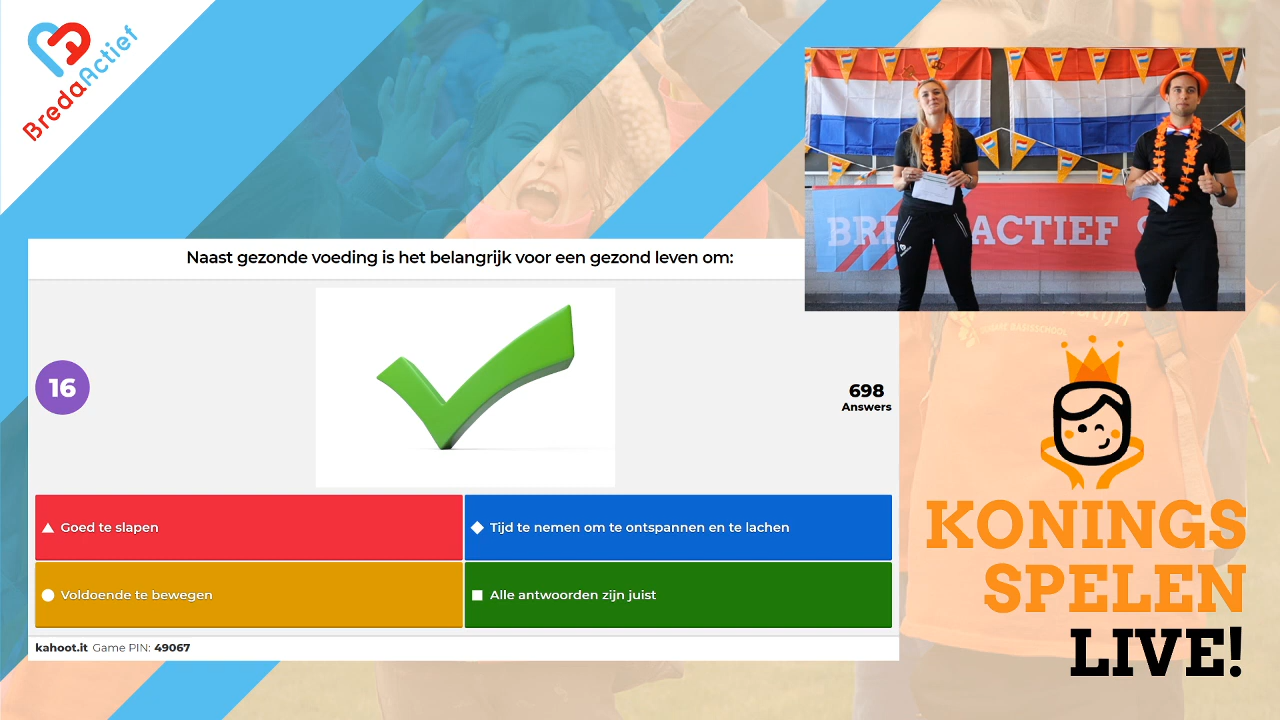 BredaActief
Naast gezonde voeding is het belangrijk voor een gezond leven om:
16
698
Answers
Goed te slapen
Tijd te nemen om te ontspannen en te lachen
Voldoende te bewegen
Alle antwoorden zijn juist
kahoot.it Game PIN: 49067
ACTIEF
BASISSCHOOL
KONINGS
SPELEN
LIVE!